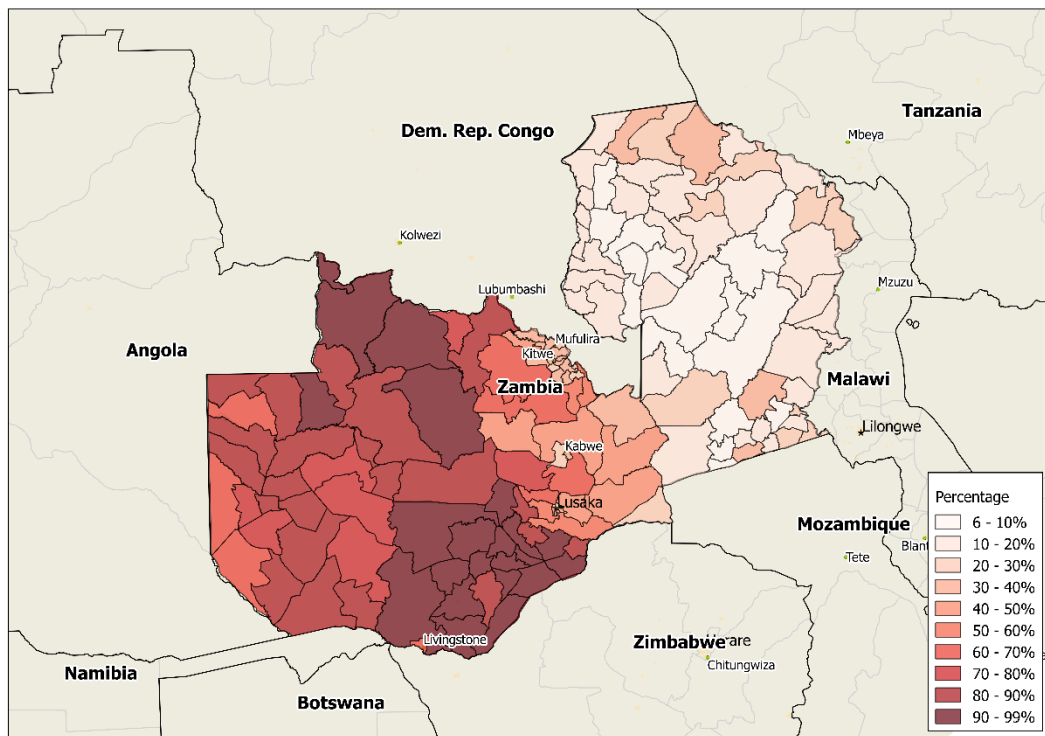 Tanzania
Dem. Rep. Congo
Mbeya
Kolwezi
Lubumbashi
Mzuzu
Mufulira
Angola
Kitwe
Zambia
Malawi
Kabwe
Lilongwe
Lusaka
Percentage
6 - 10%
10 - 20%
20 - 30%
30 - 40%
40 - 50%
50 - 60%
60 - 70%
70 - 80%
80 - 90%
90 - 99%
Mozambique
Blant
Tete
Livingstone
Zimbabwe
Chitungwiza
Namibia
Botswana